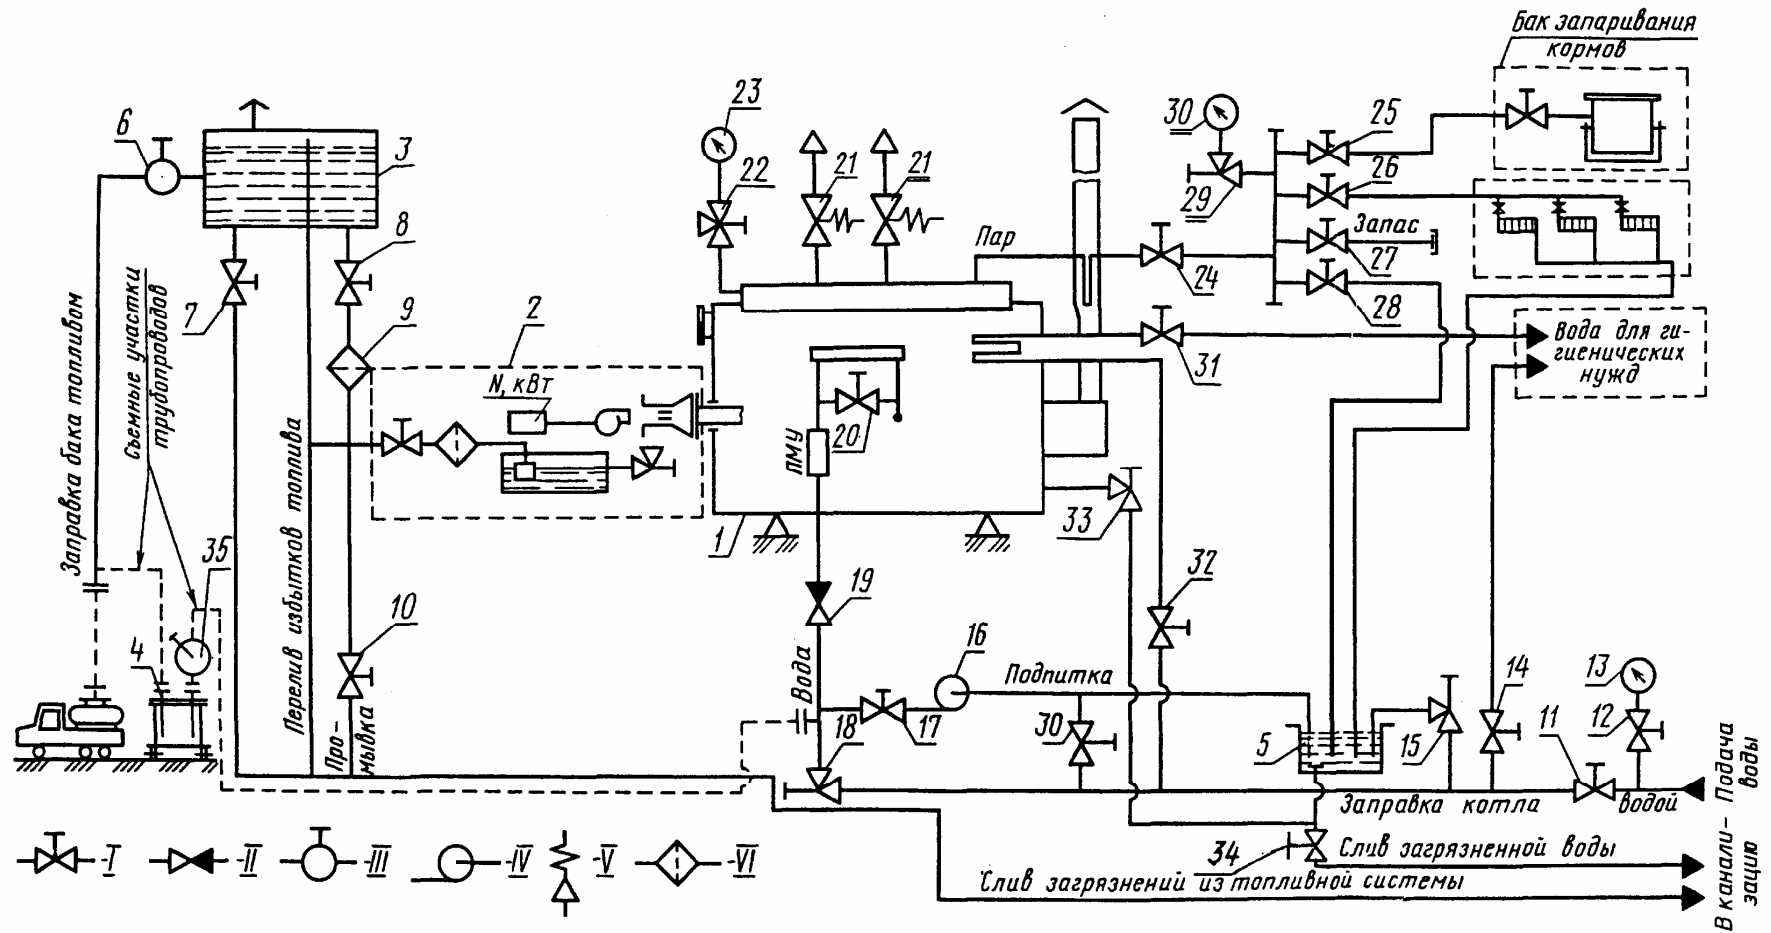 Бак запаривания
кормов
6
3
8
7
9
2
23
22
21
21
30
29
25
26
Запас
27
28
Пар
24
31
Вода для ги-
гиенических
нужд
N, кВт
20
ПМУ
1
33
32
19
16
17
18
Вода
Подпитка
30
5
15
14
13
12
11
Заправка котла водой
Подача
воды
34
Слив загрязненной воды
Слив загрязнений из топливной системы
В канали-
зацию
Заправка бака топливом
Съемные участки
трубопроводов
Перелив избытков топлива
10
Про-
мывка
35
4
I
II
III
IV
V
VI